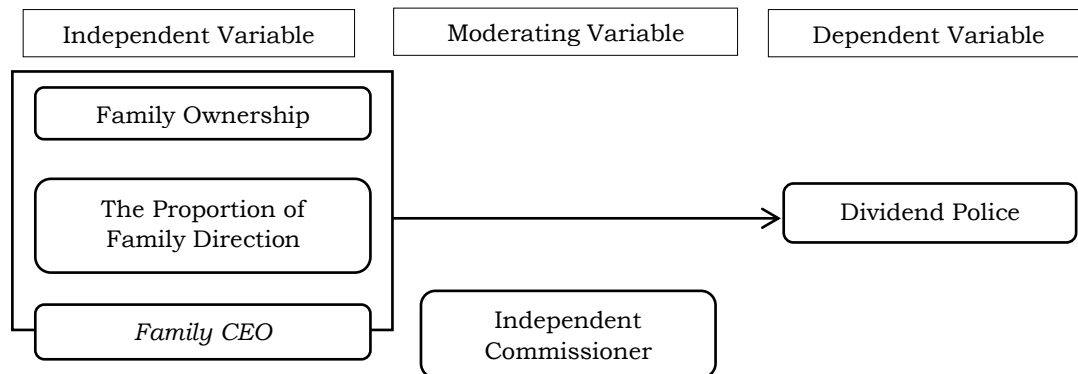 Independent Variable
Moderating Variable
Dependent Variable
Family Ownership
The Proportion of
Family Direction
Dividend Police
Family CEO
Independent
Commissioner